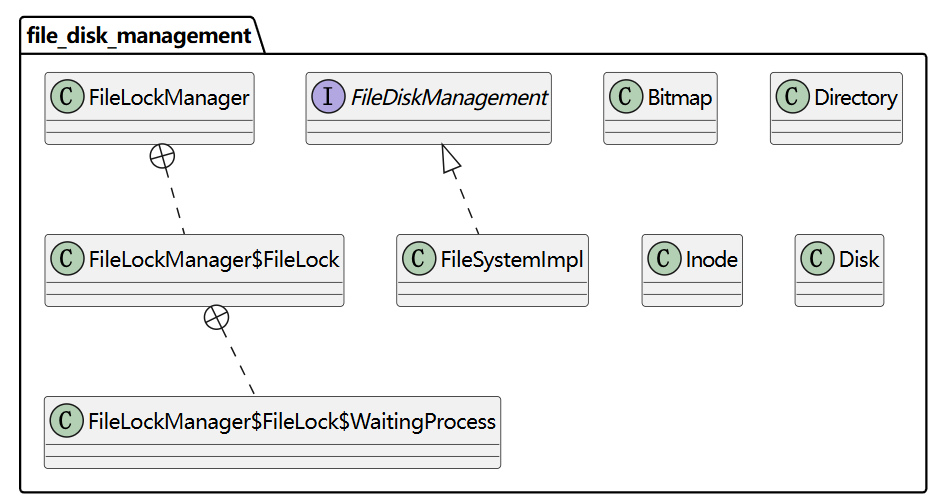 file_disk_management
C FileLockManager
I FileDiskManagement
C Bitmap
C Directory
C FileLockManager$FileLock
C FileSystemImpl
C Inode
C Disk
C FileLockManager$FileLock$WaitingProcess